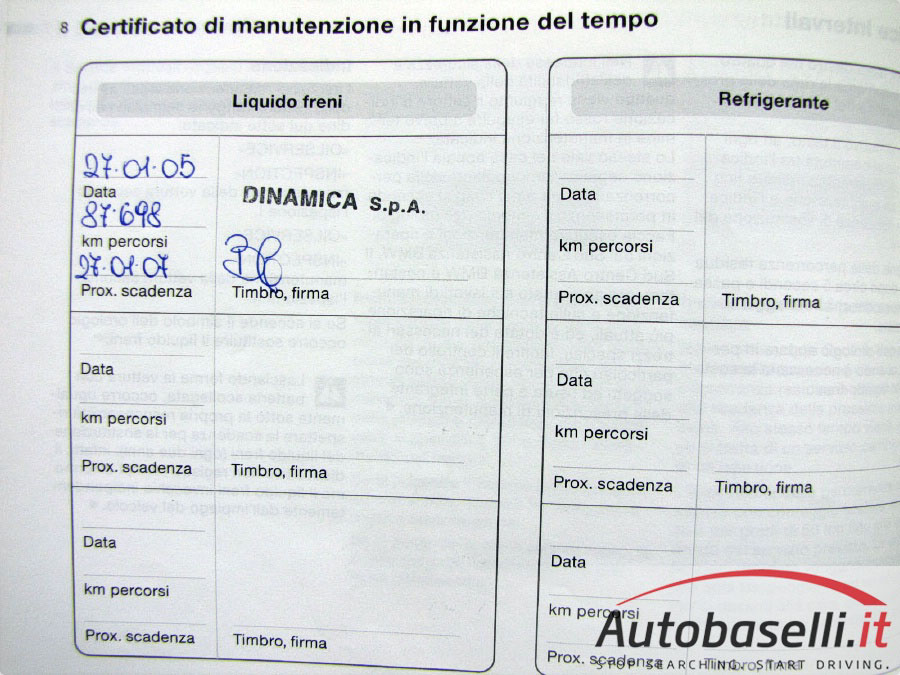 8 Certificato di manutenzione in funzione del tempo
Liquido freni
27·01·05
Data
87·698
km percorsi
27·01·07
Prox. scadenza
DINAMICA S.p.A.
Timbro, firma
Data
km percorsi
Prox. scadenza
Timbro, firma
Data
km percorsi
Prox. scadenza
Timbro, firma
Refrigerante
Data
km percorsi
Prox. scadenza
Timbro, firma
Data
km percorsi
Prox. scadenza
Timbro, firma
Data
km percorsi
Prox. scadenza
Timbro, firma
Autobaselli.it
STOP SEARCHING. START DRIVING.